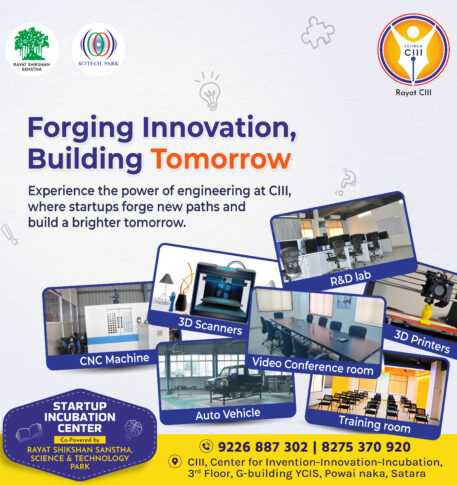 RAYAT SHIKSHAN
SANSTHA
SCITECH PARK
SCITECH
CIII
Rayat CIII
Forging Innovation,
Building Tomorrow
Experience the power of engineering at CIII,
where startups forge new paths and
build a brighter tomorrow.
R&D lab
3D Scanners
3D Printers
CNC Machine
Video Conference room
Auto Vehicle
Training room
STARTUP
INCUBATION
CENTER
Co-Powered by
RAYAT SHIKSHAN SANSTHA,
SCIENCE & TECHNOLOGY
PARK
9226 887 302 | 8275 370 920
CIII, Center for Invention-Innovation-Incubation,
3rd Floor, G-building YCIS, Powai naka, Satara